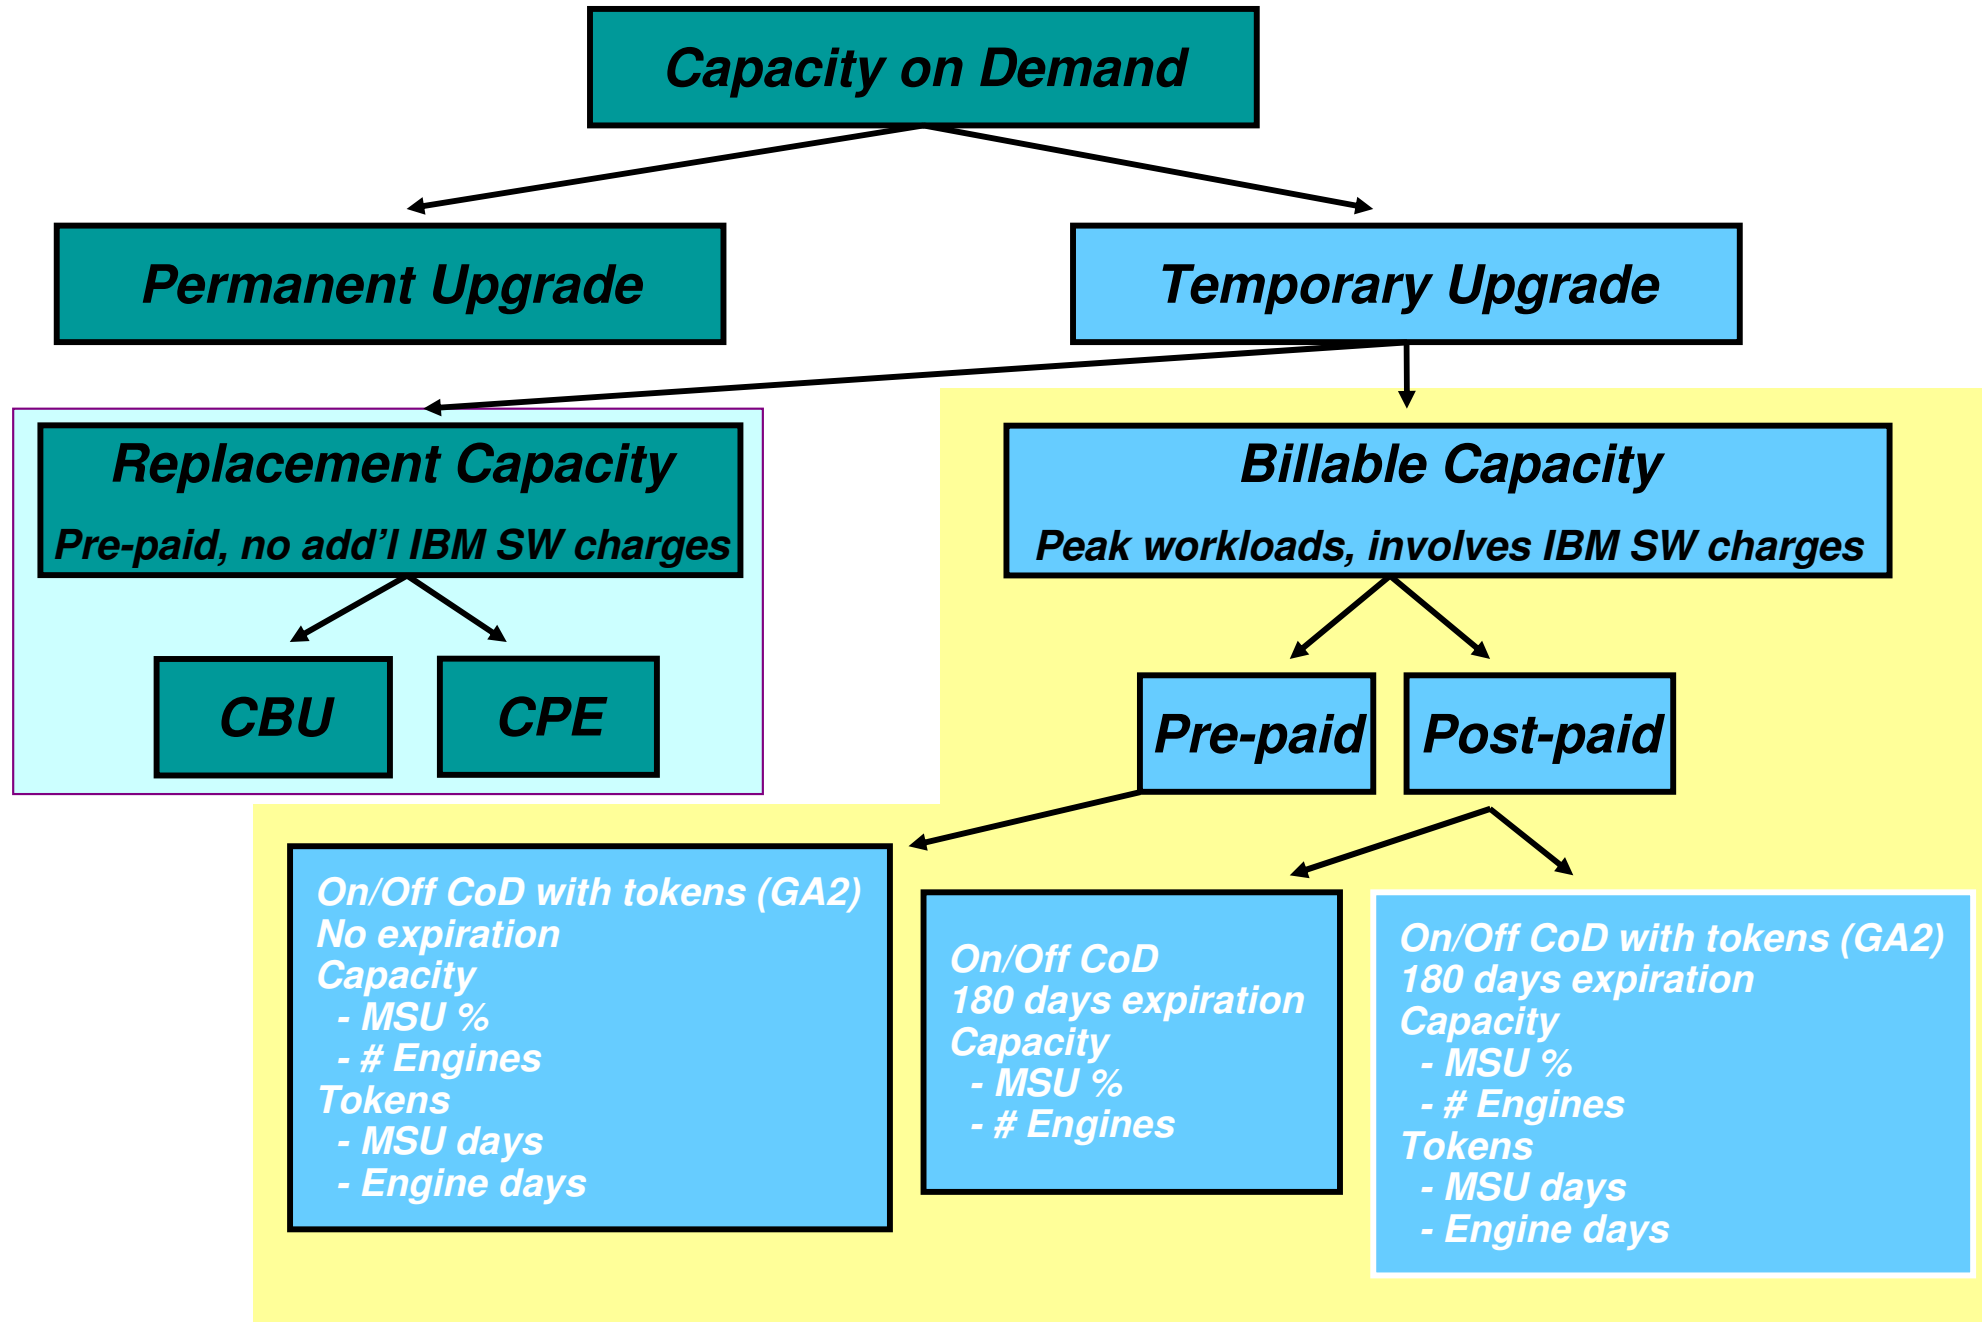 Capacity on Demand
Permanent Upgrade
Temporary Upgrade
Replacement Capacity
Pre-paid, no add’l IBM SW charges
Billable Capacity
Peak workloads, involves IBM SW charges
CBU
CPE
Pre-paid
Post-paid
On/Off CoD with tokens (GA2)
No expiration
Capacity
- MSU %
- # Engines
Tokens
- MSU days
- Engine days
On/Off CoD
180 days expiration
Capacity
- MSU %
- # Engines
On/Off CoD with tokens (GA2)
180 days expiration
Capacity
- MSU %
- # Engines
Tokens
- MSU days
- Engine days